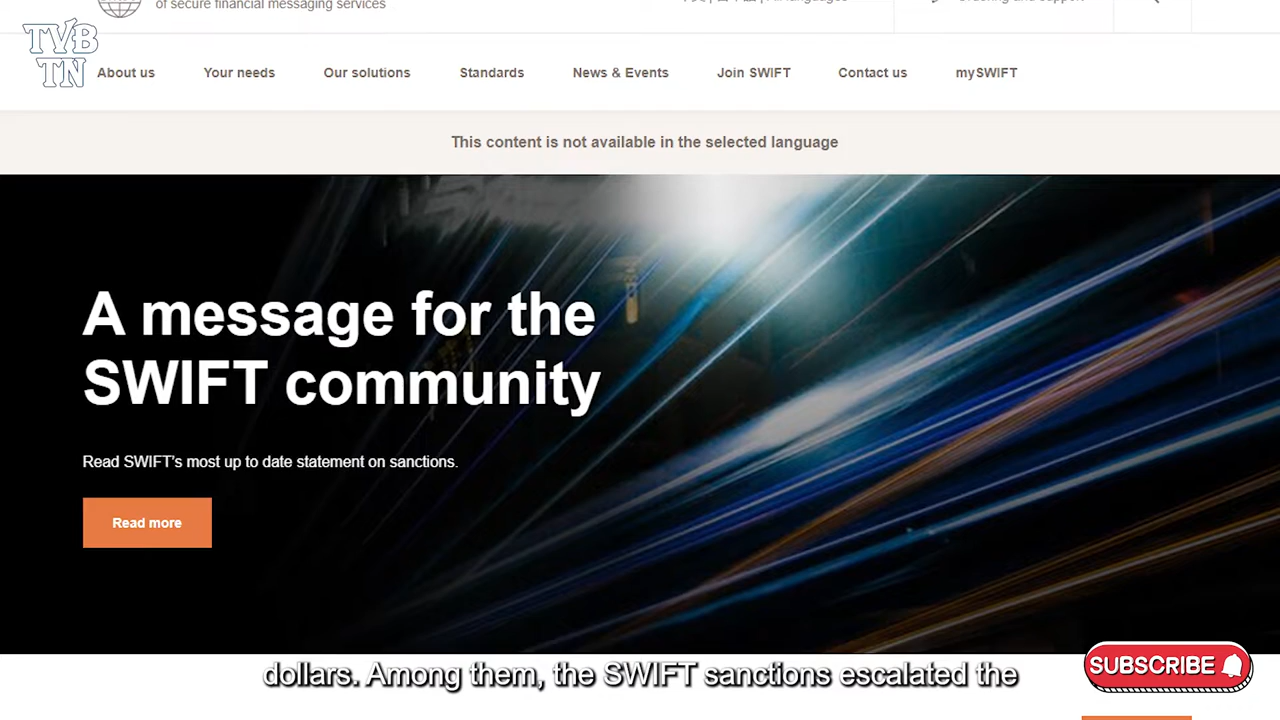 of secure financial messaging services
TVB
TN
About us Your needs Our solutions Standards News & Events Join SWIFT Contact us mySWIFT
This content is not available in the selected language
A message for the
SWIFT community
Read SWIFT's most up to date statement on sanctions.
Read more
dollars. Among them, the SWIFT sanctions escalated the
SUBSCRIBE